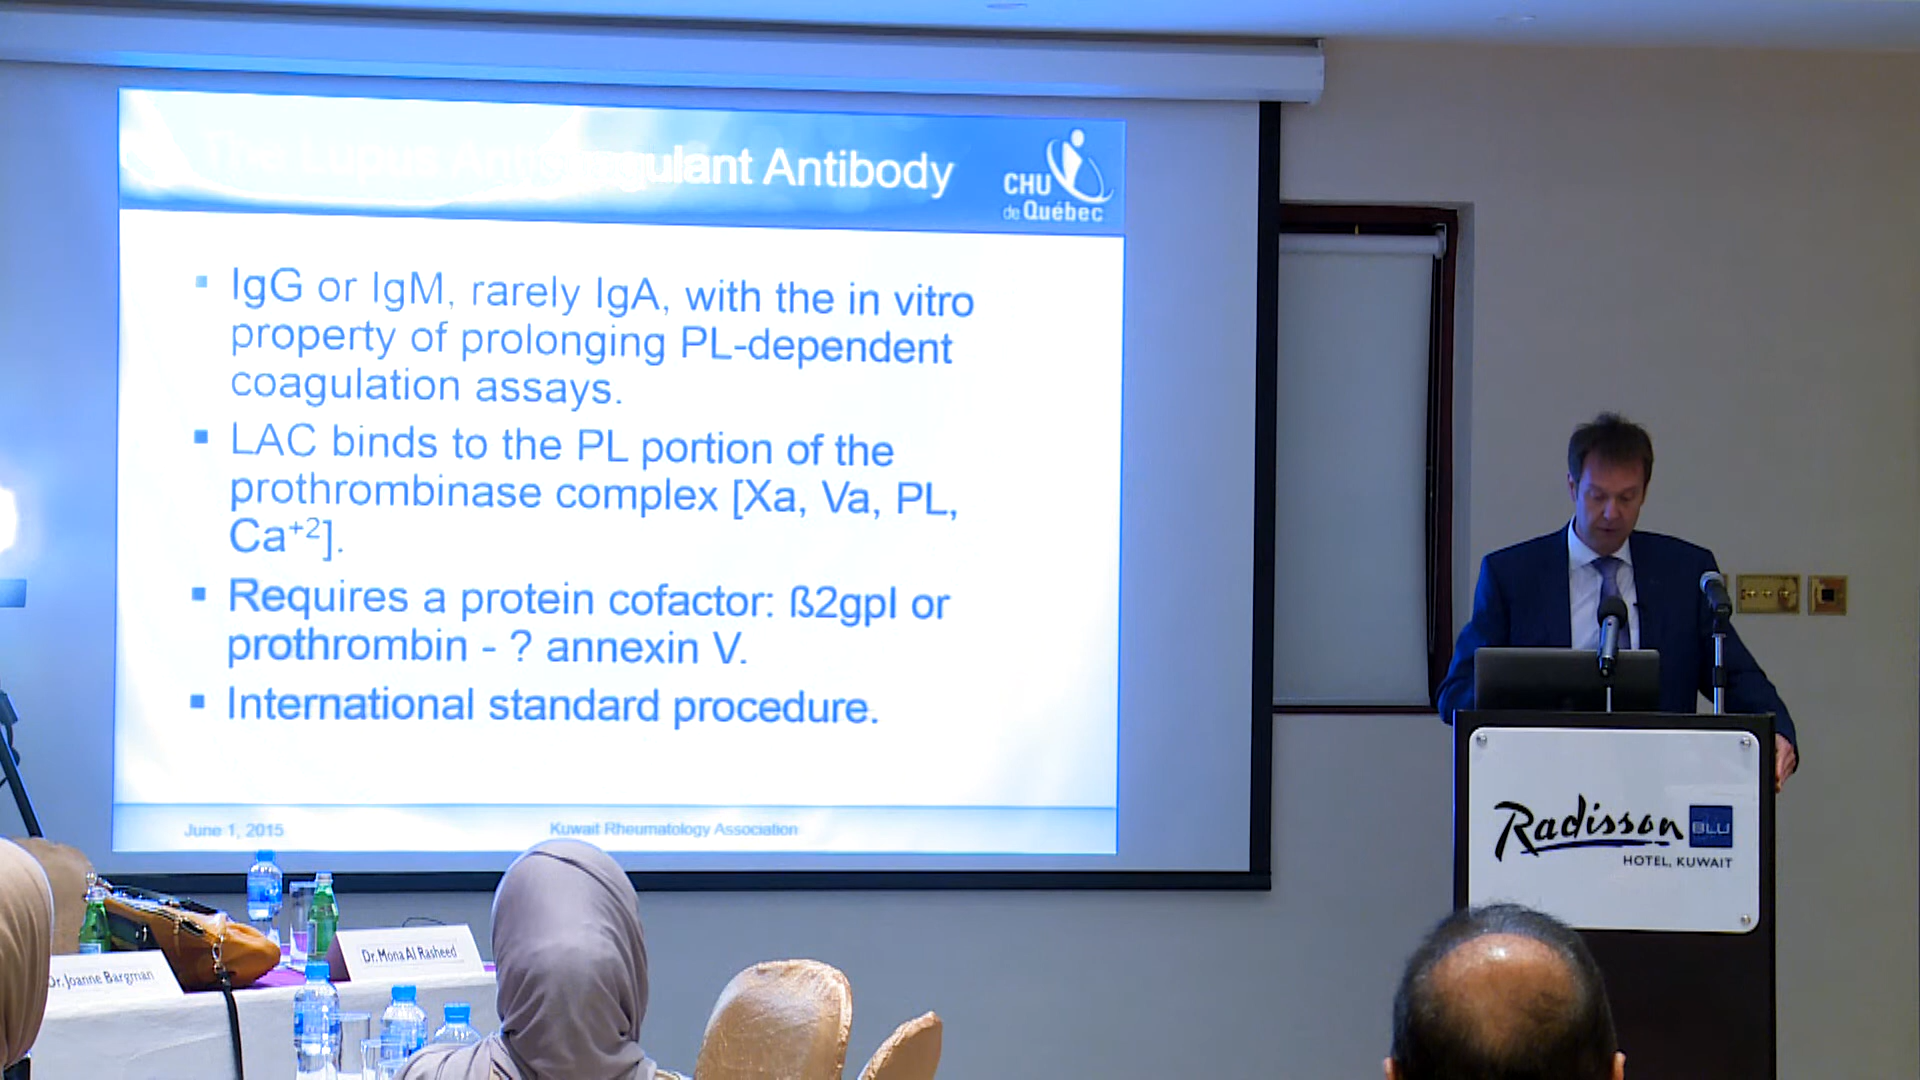 The Lupus Anticoagulant Antibody
CHU
de Québec
IgG or IgM, rarely IgA, with the in vitro
property of prolonging PL-dependent
coagulation assays.
LAC binds to the PL portion of the
prothrombinase complex [Xa, Va, PL,
Ca+2].
Requires a protein cofactor: ß2gpI or
prothrombin - ? annexin V.
International standard procedure.
June 1, 2015
Kuwait Rheumatology Association
Radisson BLU
HOTEL, KUWAIT
Dr. Mona Al Rasheed
Dr. Joanne Bargman